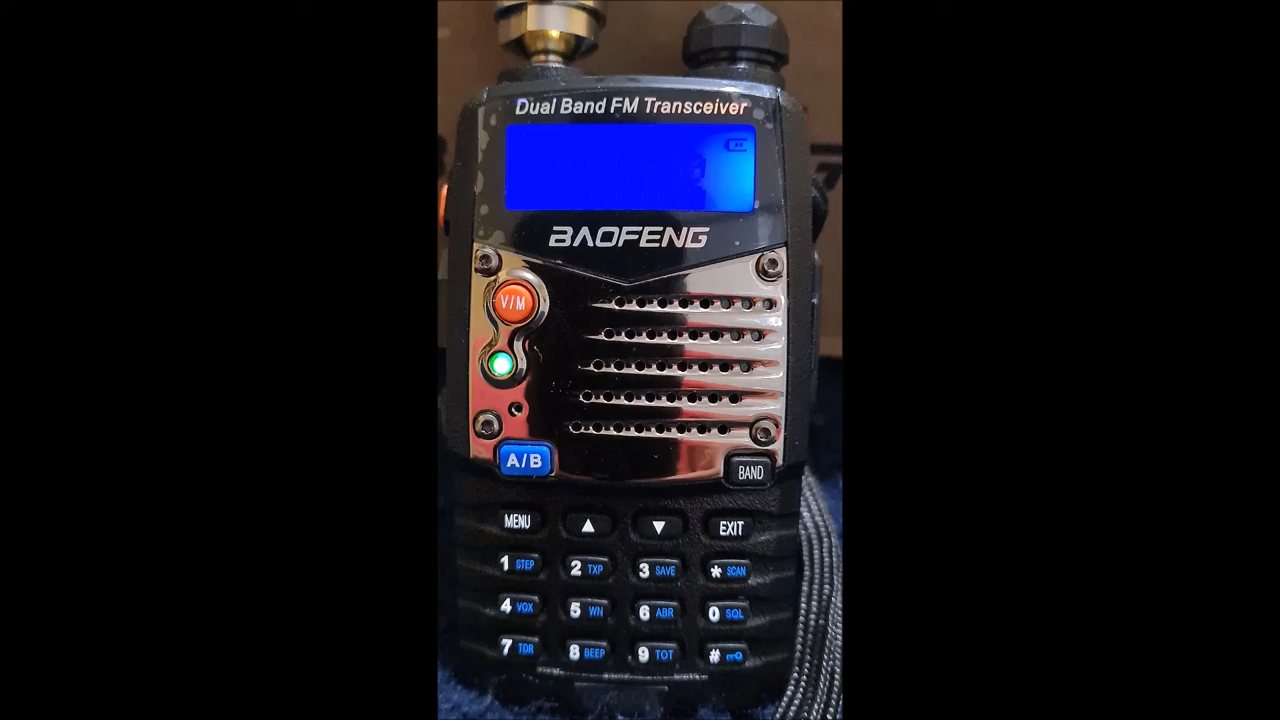 Dual Band FM Transceiver
BAOFENG
V/M
A/B
BAND
MENU ▲ ▼ EXIT
1 STEP 2 TXP 3 SAVE * SCAN
4 VOX 5 WN 6 ABR 0 SQL
7 TDR 8 BEEP 9 TOT #